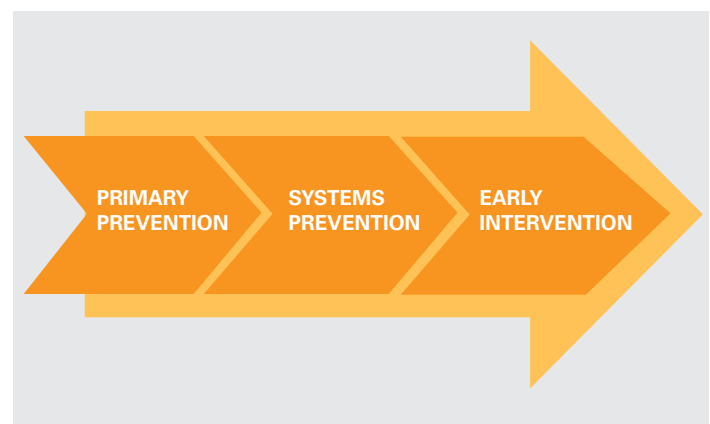 PRIMARY
PREVENTION
SYSTEMS
PREVENTION
EARLY
INTERVENTION